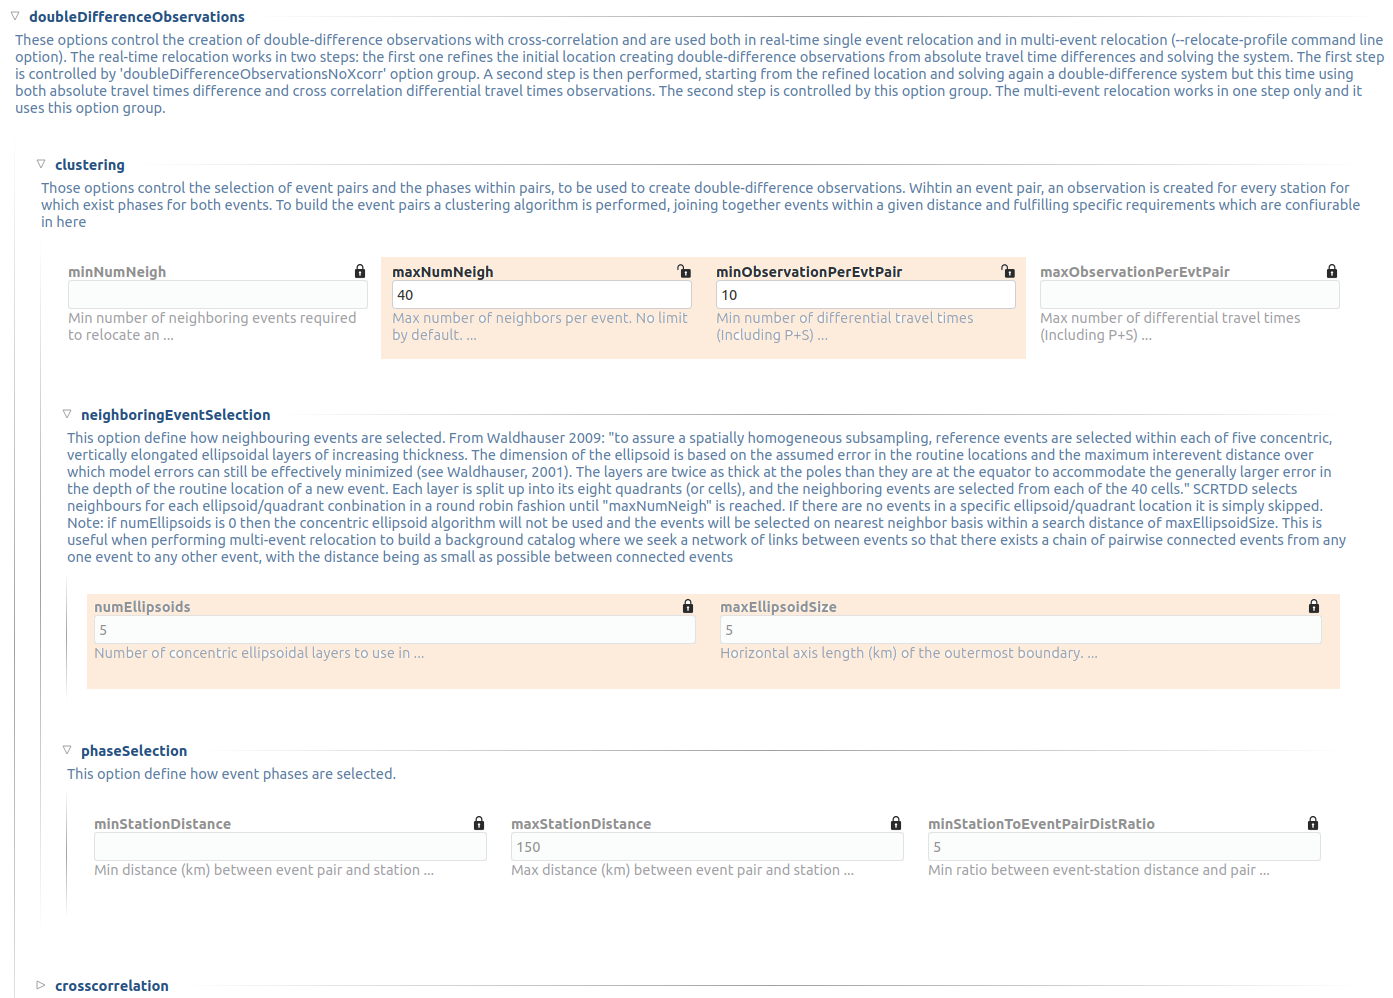 doubleDifferenceObservations
These options control the creation of double-difference observations with cross-correlation and are used both in real-time single event relocation and in multi-event relocation (--relocate-profile command line
option). The real-time relocation works in two steps: the first one refines the initial location creating double-difference observations from absolute travel time differences and solving the system. The first step
is controlled by 'doubleDifferenceObservationsNoXcorr' option group. A second step is then performed, starting from the refined location and solving again a double-difference system but this time using
both absolute travel times difference and cross correlation differential travel times observations. The second step is controlled by this option group. The multi-event relocation works in one step only and it
uses this option group.
clustering
Those options control the selection of event pairs and the phases within pairs, to be used to create double-difference observations. Wihtin an event pair, an observation is created for every station for
which exist phases for both events. To build the event pairs a clustering algorithm is performed, joining together events within a given distance and fulfilling specific requirements which are confiurable
in here
minNumNeigh maxNumNeigh minObservationPerEvtPair maxObservationPerEvtPair
40 10
Min number of neighboring events required Max number of neighbors per event. No limit Min number of differential travel times Max number of differential travel times
to relocate an ... by default. ... (Including P+S) ... (Including P+S) ...
neighboringEventSelection
This option define how neighbouring events are selected. From Waldhauser 2009: "to assure a spatially homogeneous subsampling, reference events are selected within each of five concentric,
vertically elongated ellipsoidal layers of increasing thickness. The dimension of the ellipsoid is based on the assumed error in the routine locations and the maximum interevent distance over
which model errors can still be effectively minimized (see Waldhauser, 2001). The layers are twice as thick at the poles than they are at the equator to accommodate the generally larger error in
the depth of the routine location of a new event. Each layer is split up into its eight quadrants (or cells), and the neighboring events are selected from each of the 40 cells." SCRTDD selects
neighbours for each ellipsoid/quadrant conbination in a round robin fashion until "maxNumNeigh" is reached. If there are no events in a specific ellipsoid/quadrant location it is simply skipped.
Note: if numEllipsoids is 0 then the concentric ellipsoid algorithm will not be used and the events will be selected on nearest neighbor basis within a search distance of maxEllipsoidSize. This is
useful when performing multi-event relocation to build a background catalog where we seek a network of links between events so that there exists a chain of pairwise connected events from any
one event to any other event, with the distance being as small as possible between connected events
numEllipsoids maxEllipsoidSize
5 5
Number of concentric ellipsoidal layers to use in ... Horizontal axis length (km) of the outermost boundary. ...
phaseSelection
This option define how event phases are selected.
minStationDistance maxStationDistance minStationToEventPairDistRatio
150 5
Min distance (km) between event pair and station ... Max distance (km) between event pair and station ... Min ratio between event-station distance and pair ...
crosscorrelation